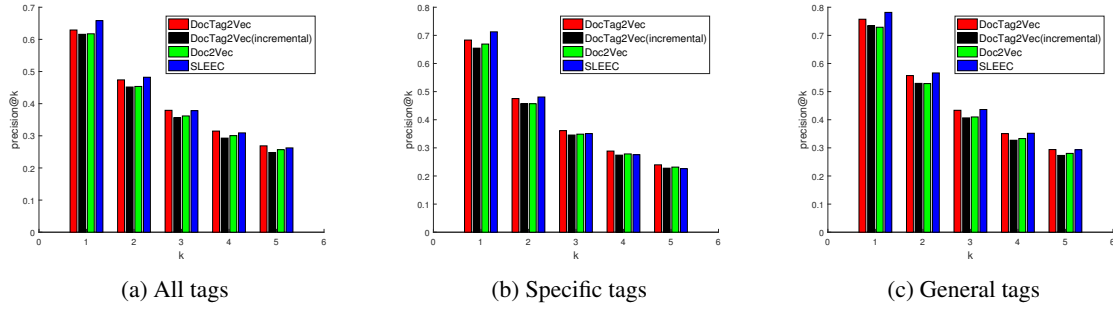 0.7
0.6
0.5
0.4
0.3
0.2
0.1
0
precision@k
0 1 2 3 4 5 6
k
DocTag2Vec
DocTag2Vec(incremental)
Doc2Vec
SLEEC
(a) All tags
0.8
0.7
0.6
0.5
0.4
0.3
0.2
0.1
0
precision@k
0 1 2 3 4 5 6
k
DocTag2Vec
DocTag2Vec(incremental)
Doc2Vec
SLEEC
(b) Specific tags
0.8
0.7
0.6
0.5
0.4
0.3
0.2
0.1
0
precision@k
0 1 2 3 4 5 6
k
DocTag2Vec
DocTag2Vec(incremental)
Doc2Vec
SLEEC
(c) General tags